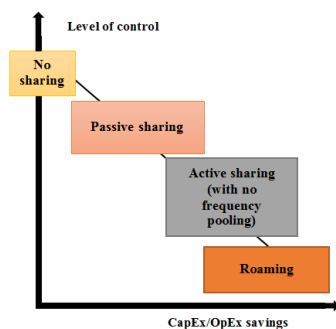 Level of control
No
sharing
Passive sharing
Active sharing
(with no
frequency
pooling)
Roaming
CapEx/OpEx savings